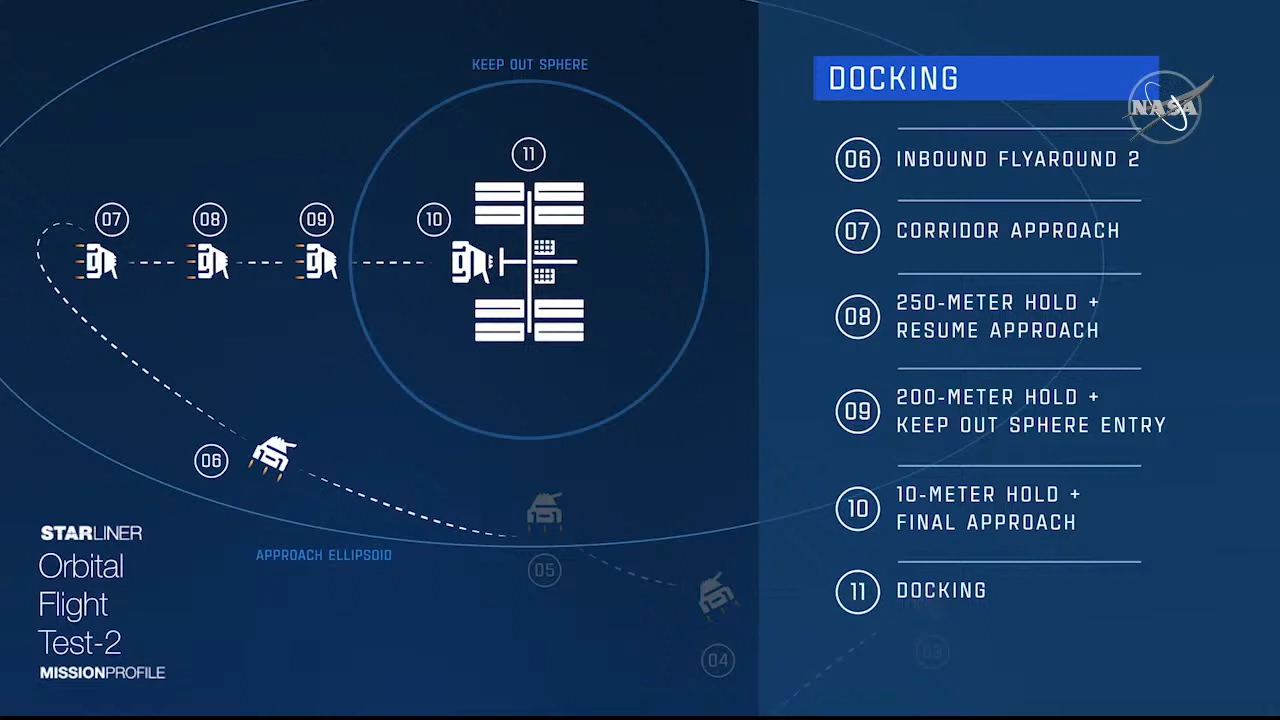 KEEP OUT SPHERE
11
07
08
09
10
06
05
04
03
APPROACH ELLIPSOID
STARLINER
Orbital
Flight
Test-2
MISSIONPROFILE
DOCKING
NASA
06 INBOUND FLYAROUND 2
07 CORRIDOR APPROACH
08 250-METER HOLD +
RESUME APPROACH
09 200-METER HOLD +
KEEP OUT SPHERE ENTRY
10 10-METER HOLD +
FINAL APPROACH
11 DOCKING